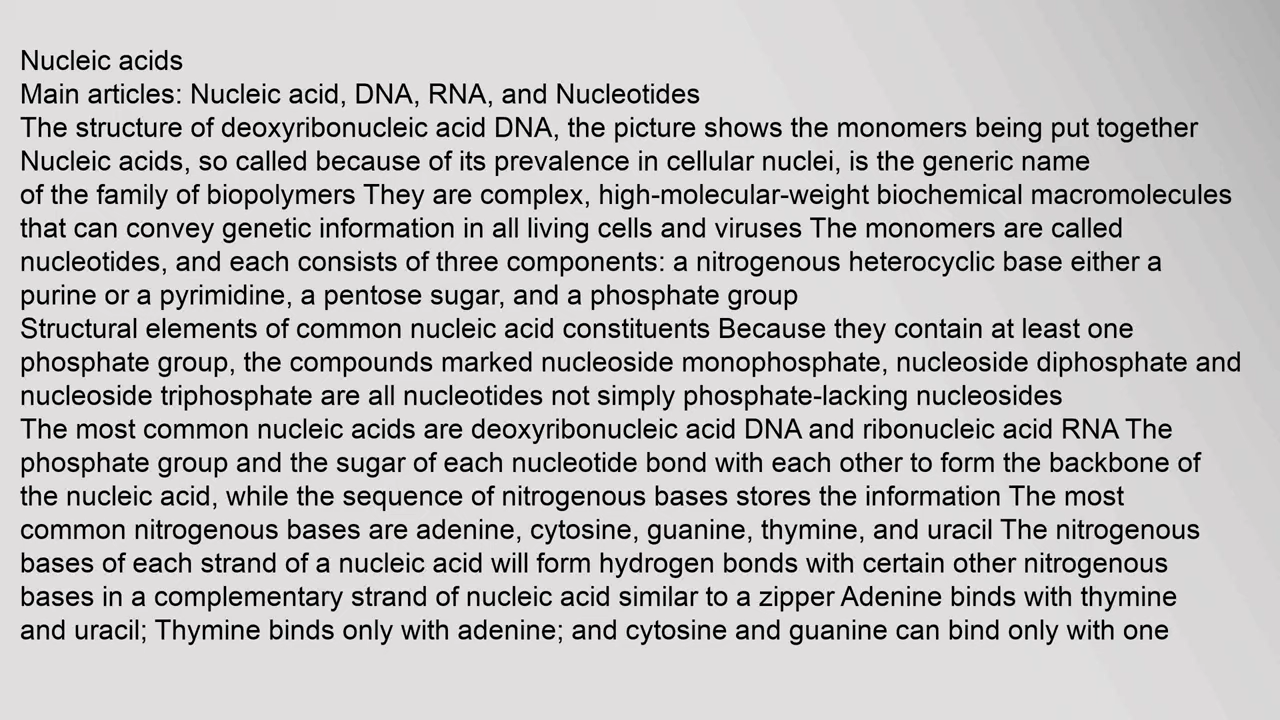 Nucleic acids
Main articles: Nucleic acid, DNA, RNA, and Nucleotides
The structure of deoxyribonucleic acid DNA, the picture shows the monomers being put together
Nucleic acids, so called because of its prevalence in cellular nuclei, is the generic name
of the family of biopolymers They are complex, high-molecular-weight biochemical macromolecules
that can convey genetic information in all living cells and viruses The monomers are called
nucleotides, and each consists of three components: a nitrogenous heterocyclic base either a
purine or a pyrimidine, a pentose sugar, and a phosphate group
Structural elements of common nucleic acid constituents Because they contain at least one
phosphate group, the compounds marked nucleoside monophosphate, nucleoside diphosphate and
nucleoside triphosphate are all nucleotides not simply phosphate-lacking nucleosides
The most common nucleic acids are deoxyribonucleic acid DNA and ribonucleic acid RNA The
phosphate group and the sugar of each nucleotide bond with each other to form the backbone of
the nucleic acid, while the sequence of nitrogenous bases stores the information The most
common nitrogenous bases are adenine, cytosine, guanine, thymine, and uracil The nitrogenous
bases of each strand of a nucleic acid will form hydrogen bonds with certain other nitrogenous
bases in a complementary strand of nucleic acid similar to a zipper Adenine binds with thymine
and uracil; Thymine binds only with adenine; and cytosine and guanine can bind only with one